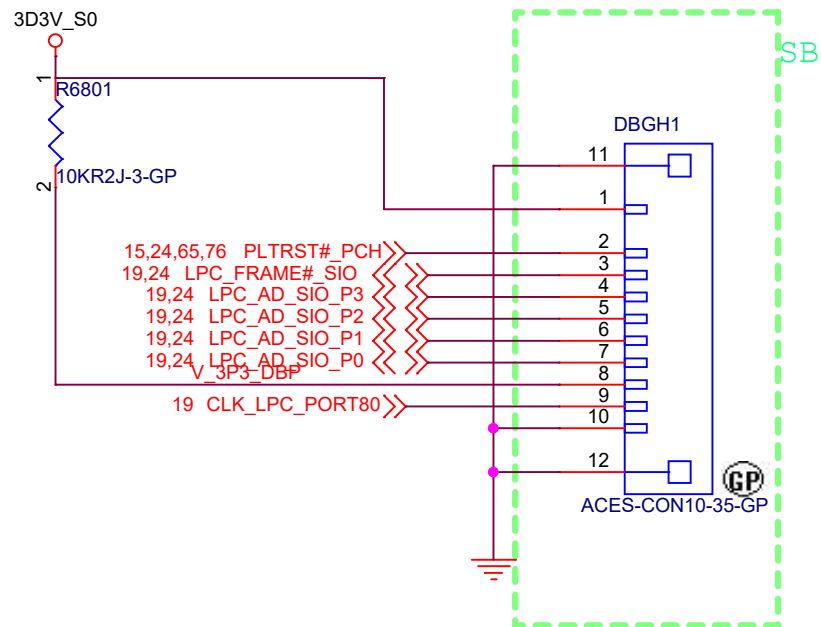 3D3V_S0
SB
1
R6801
DBGH1
11
10KR2J-3-GP
2
1
15,24,65,76 PLTRST#_PCH
2
19,24 LPC_FRAME#_SIO
3
19,24 LPC_AD_SIO_P3
4
19,24 LPC_AD_SIO_P2
5
19,24 LPC_AD_SIO_P1
6
19,24 LPC_AD_SIO_P0
7
V_3P3_DBP
8
19 CLK_LPC_PORT80
9
10
12
GP
ACES-CON10-35-GP